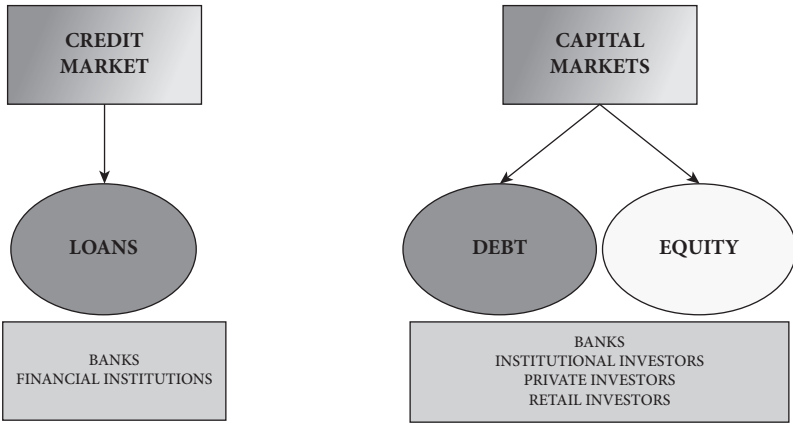 CREDIT
MARKET
CAPITAL
MARKETS
LOANS
DEBT
EQUITY
BANKS
FINANCIAL INSTITUTIONS
BANKS
INSTITUTIONAL INVESTORS
PRIVATE INVESTORS
RETAIL INVESTORS